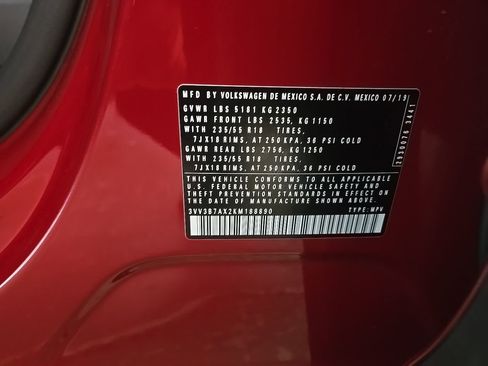 MFD BY VOLKSWAGEN DE MEXICO S.A. DE C.V. MEXICO 07/19
GVWR LBS 5181 KG 2350
GAWR FRONT LBS 2535, KG 1150
WITH 235/55 R18 TIRES,
7JX18 RIMS, AT 250 KPA, 36 PSI COLD
GAWR REAR LBS 2756, KG 1250
WITH 235/55 R18 TIRES,
7JX18 RIMS, AT 250 KPA, 36 PSI COLD
THIS VEHICLE CONFORMS TO ALL APPLICABLE
U.S. FEDERAL MOTOR VEHICLE SAFETY AND
THEFT PREVENTION STANDARDS IN EFFECT ON
THE DATE OF MANUFACTURE SHOWN ABOVE
3VV3B7AX2KM188890 TYPE: MPV
2930076 3441